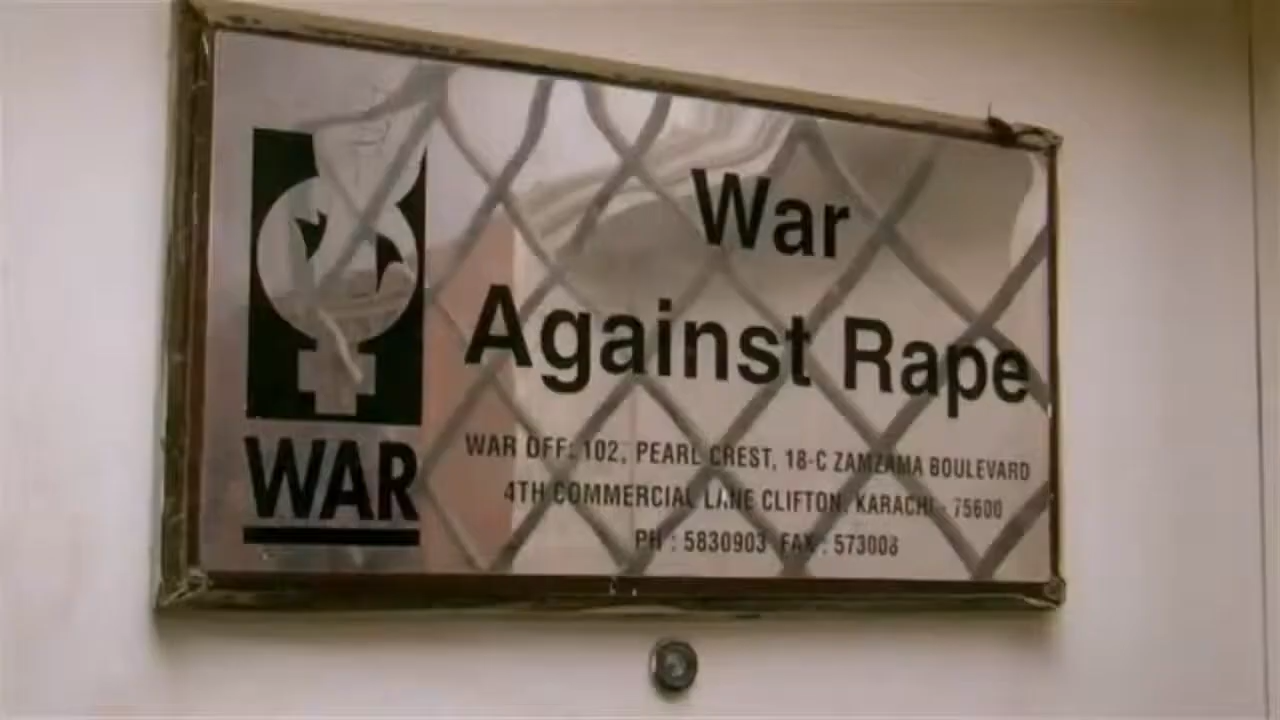 War
Against Rape
WAR
WAR OFF: 102, PEARL CREST, 18-C ZAMZAMA BOULEVARD
4TH COMMERCIAL LANE CLIFTON, KARACHI - 75600
PH : 5830903 FAX : 573008